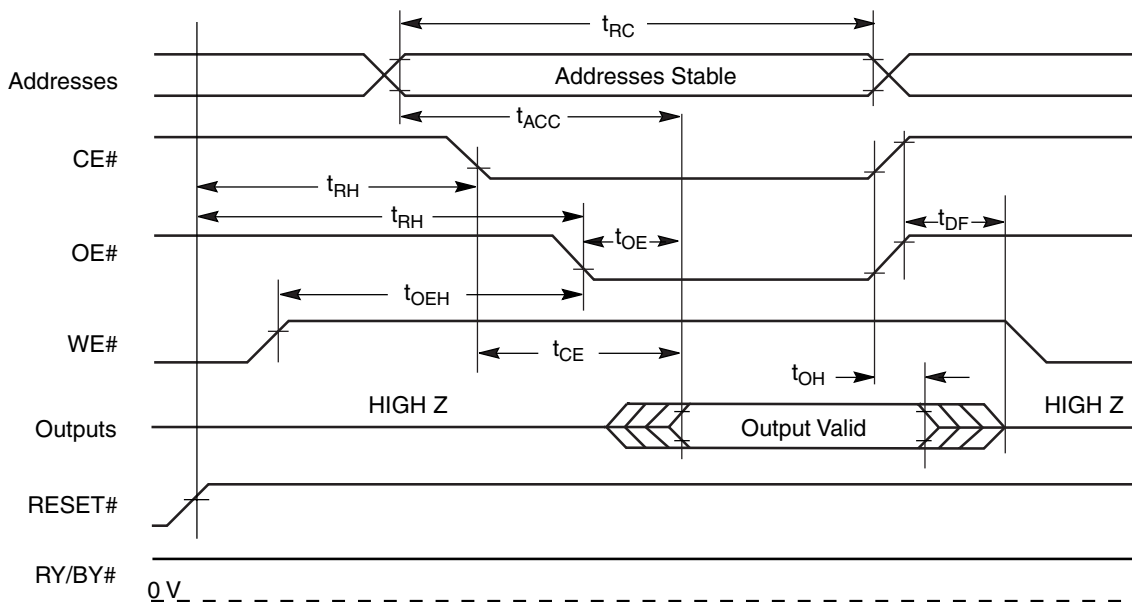 tRC
Addresses
Addresses Stable
tACC
CE#
tRH
tRH
tDF
OE#
tOE
tOEH
WE#
tCE
tOH
HIGH Z
HIGH Z
Outputs
Output Valid
RESET#
RY/BY#
0 V